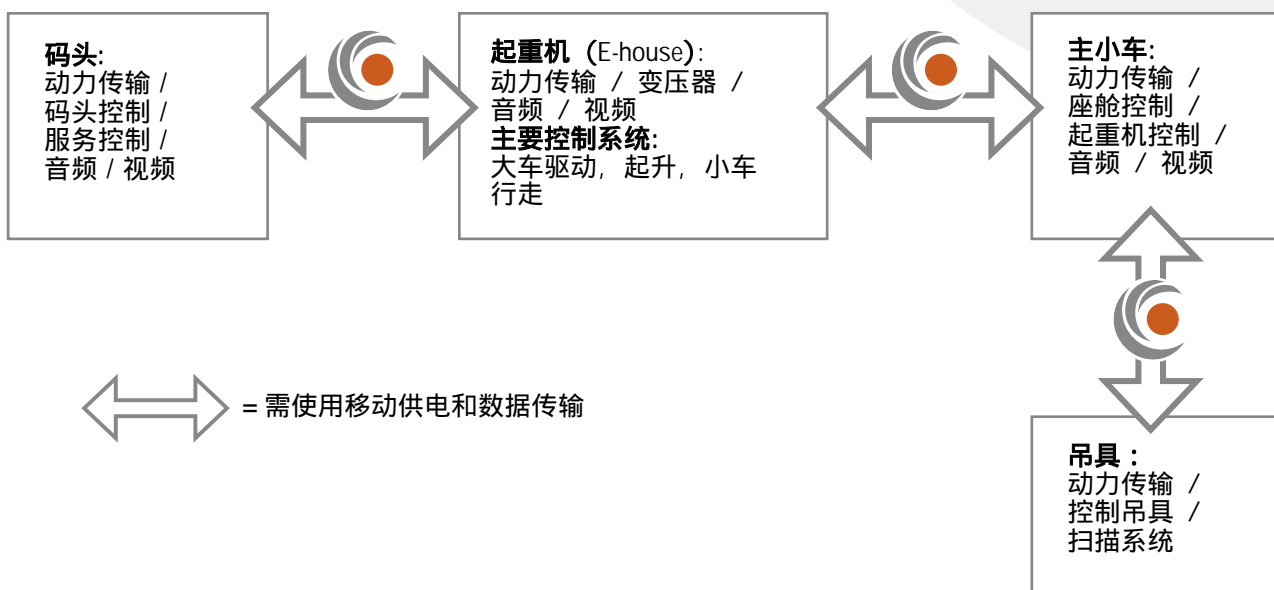 码头:
动力传输 /
码头控制 /
服务控制 /
音频 / 视频
起重机 (E-house):
动力传输 / 变压器 /
音频 / 视频
主要控制系统:
大车驱动, 起升, 小车
行走
主小车:
动力传输 /
座舱控制 /
起重机控制 /
音频 / 视频
= 需使用移动供电和数据传输
吊具 :
动力传输 /
控制吊具 /
扫描系统